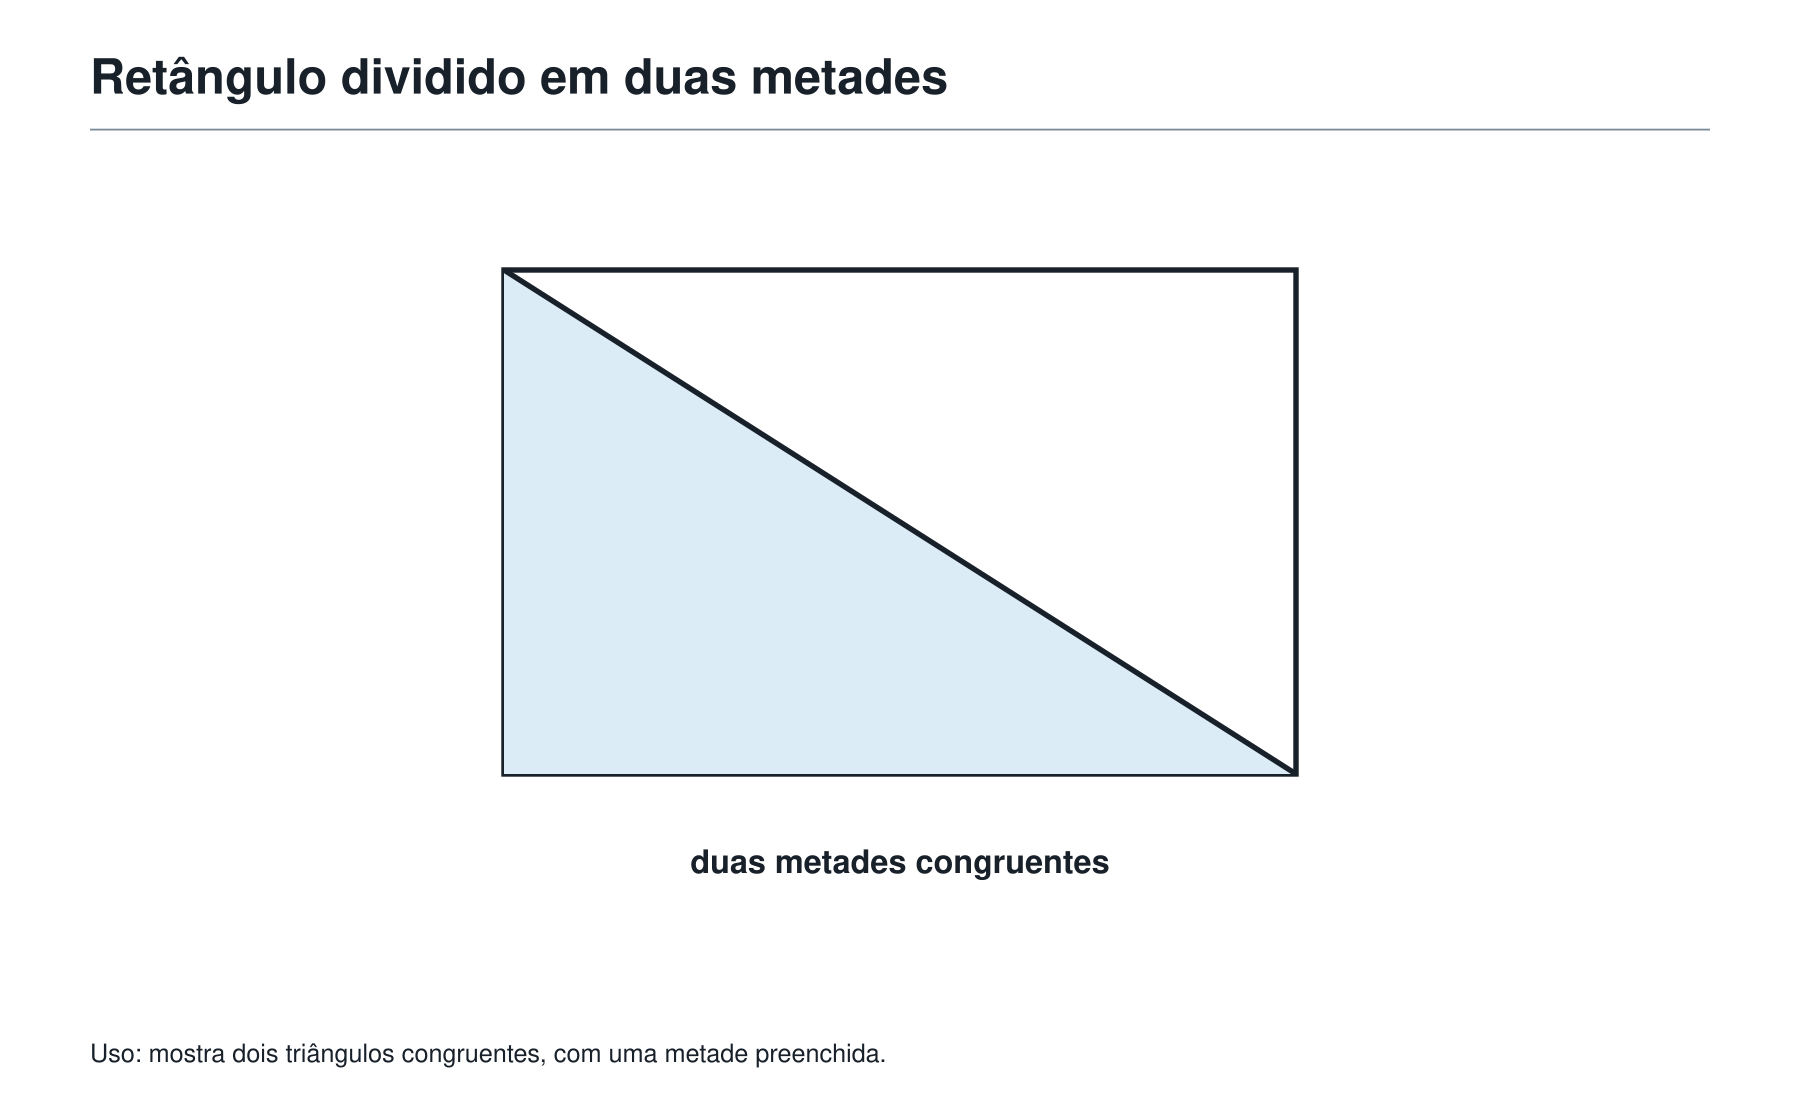 Retângulo dividido em duas metades
duas metades congruentes
Uso: mostra dois triângulos congruentes, com uma metade preenchida.